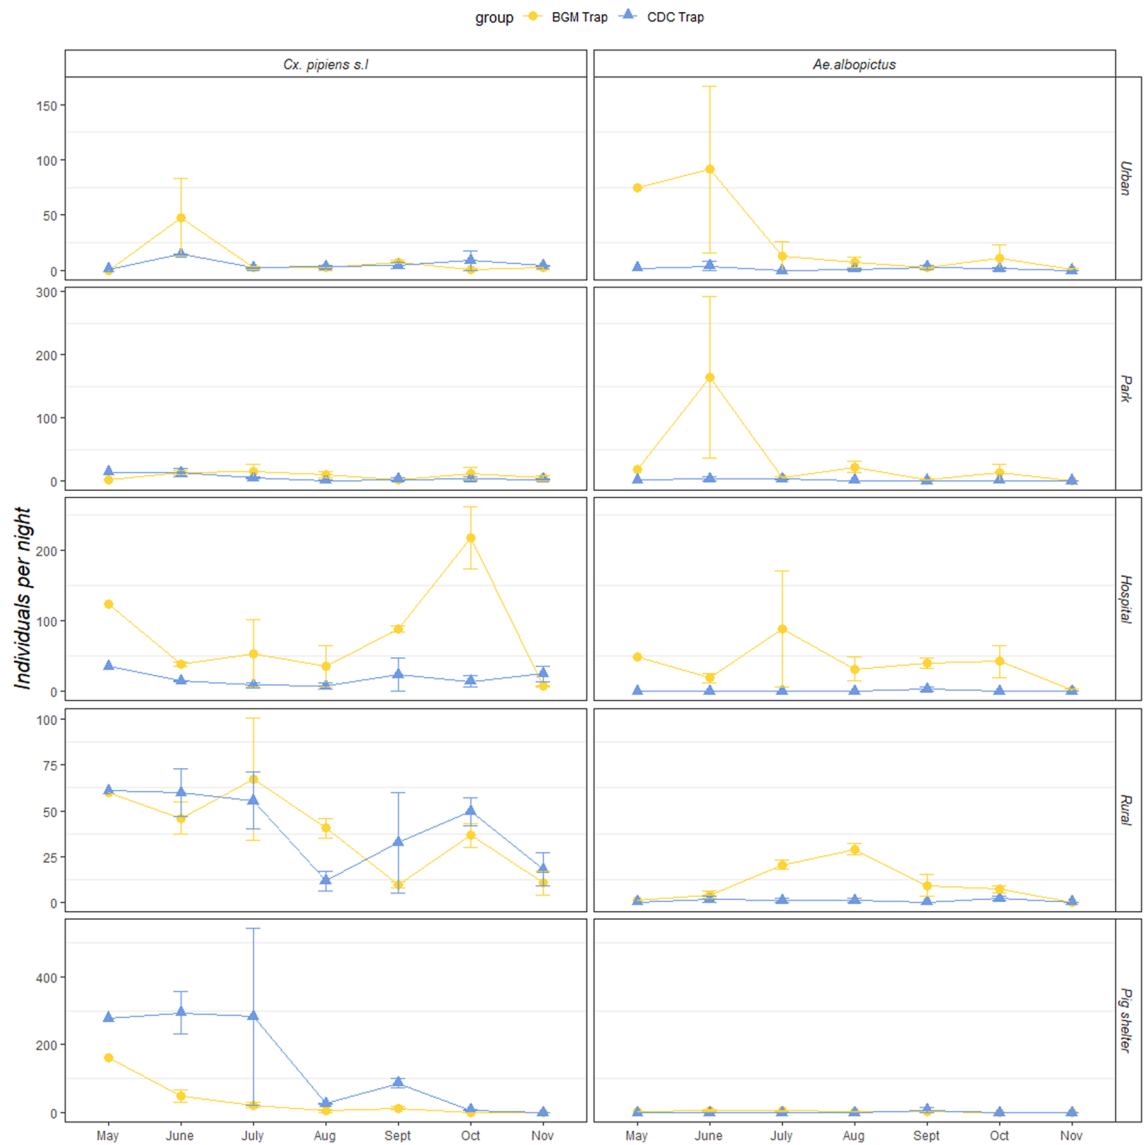 group BGM Trap CDC Trap
Cx. pipiens s.l Ae.albopictus
150
100
50
0
Urban
300
200
100
0
Park
200
100
0
Hospital
100
75
50
25
0
Rural
400
200
0
Pig shelter
Individuals per night
May June July Aug Sept Oct Nov May June July Aug Sept Oct Nov